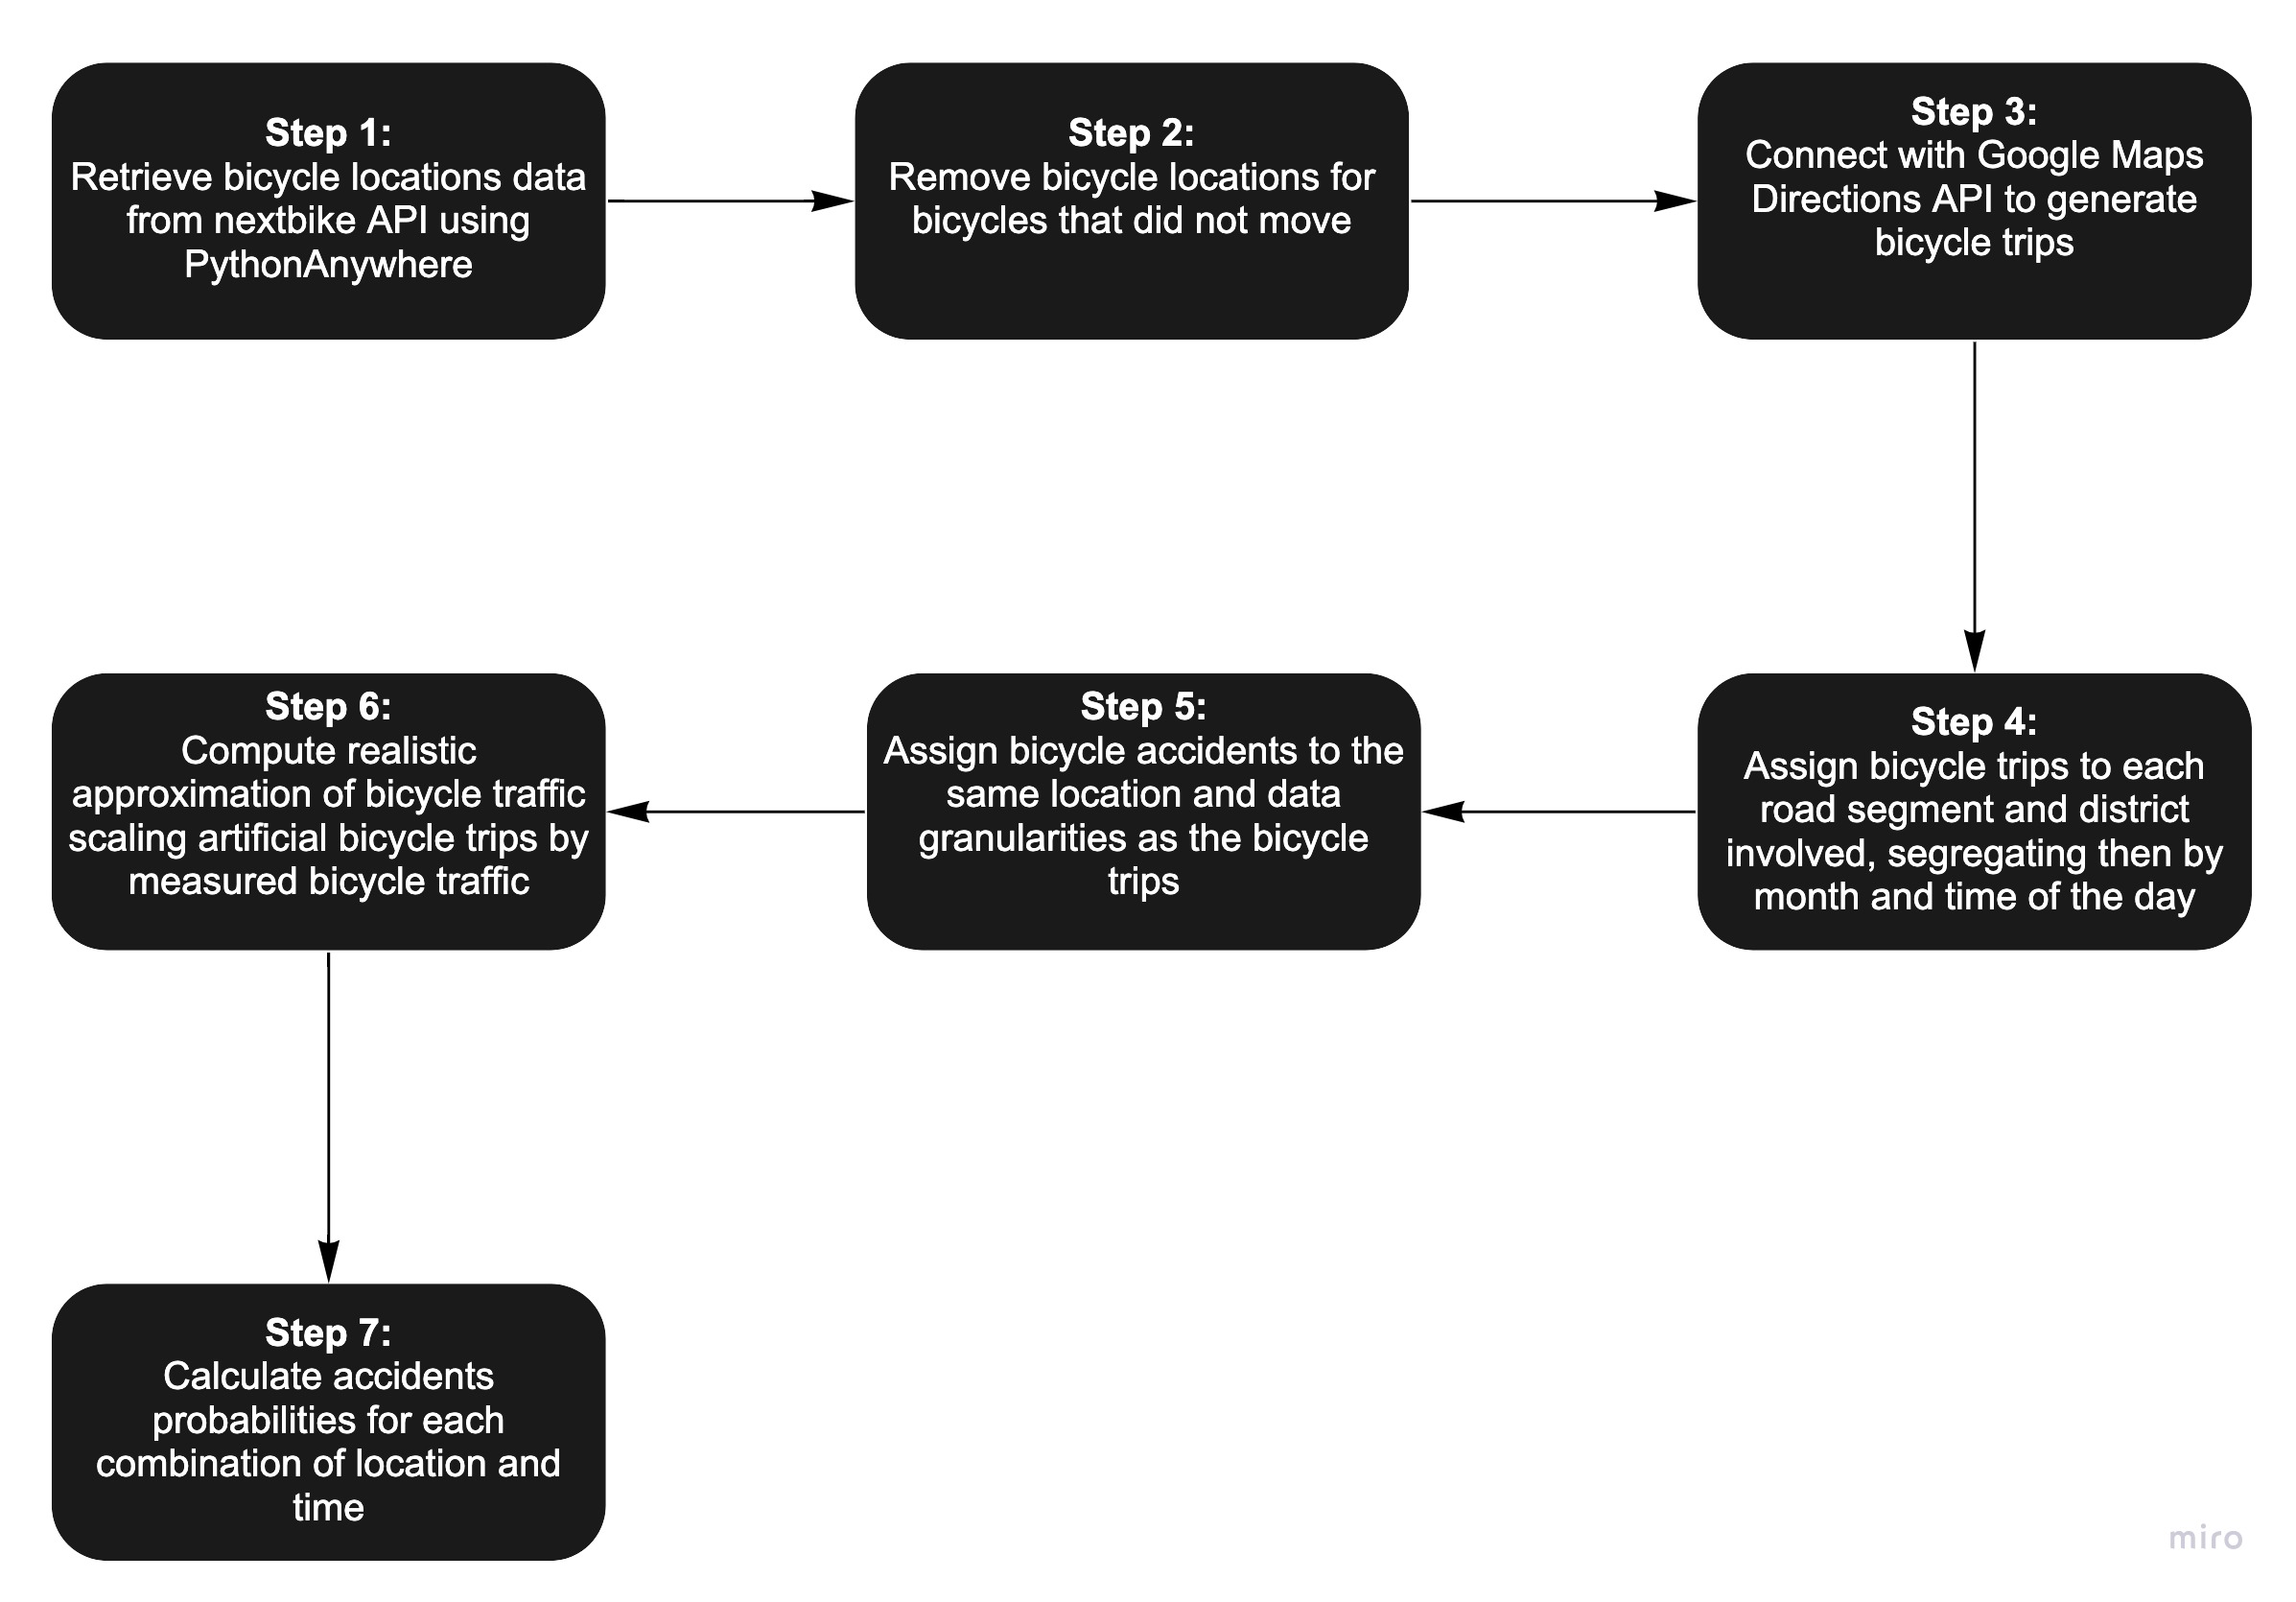 Step 1:
Retrieve bicycle locations data
from nextbike API using
PythonAnywhere
Step 2:
Remove bicycle locations for
bicycles that did not move
Step 3:
Connect with Google Maps
Directions API to generate
bicycle trips
Step 4:
Assign bicycle trips to each
road segment and district
involved, segregating then by
month and time of the day
Step 5:
Assign bicycle accidents to the
same location and data
granularities as the bicycle
trips
Step 6:
Compute realistic
approximation of bicycle traffic
scaling artificial bicycle trips by
measured bicycle traffic
Step 7:
Calculate accidents
probabilities for each
combination of location and
time
miro